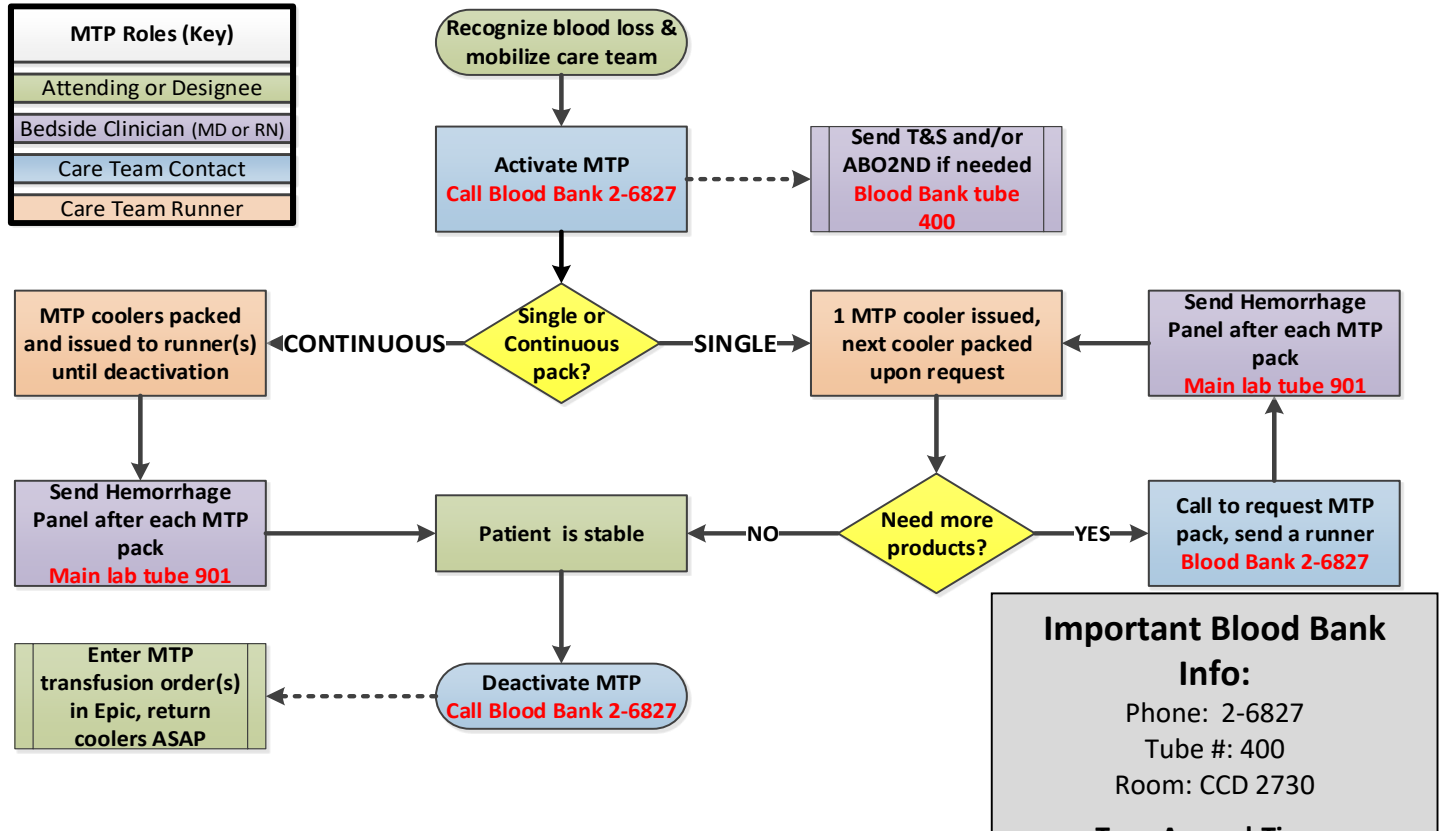 MTP Roles (Key)
Attending or Designee
Bedside Clinician (MD or RN)
Care Team Contact
Care Team Runner
Recognize blood loss &
mobilize care team
Activate MTP
Call Blood Bank 2-6827
Send T&S and/or
ABO2ND if needed
Blood Bank tube
400
MTP coolers packed
and issued to runner(s)
until deactivation
CONTINUOUS
Single or
Continuous
pack?
SINGLE
1 MTP cooler issued,
next cooler packed
upon request
Send Hemorrhage
Panel after each MTP
pack
Main lab tube 901
Send Hemorrhage
Panel after each MTP
pack
Main lab tube 901
Patient is stable
NO
Need more
products?
YES
Call to request MTP
pack, send a runner
Blood Bank 2-6827
Enter MTP
transfusion order(s)
in Epic, return
coolers ASAP
Deactivate MTP
Call Blood Bank 2-6827
Important Blood Bank
Info:
Phone: 2-6827
Tube #: 400
Room: CCD 2730